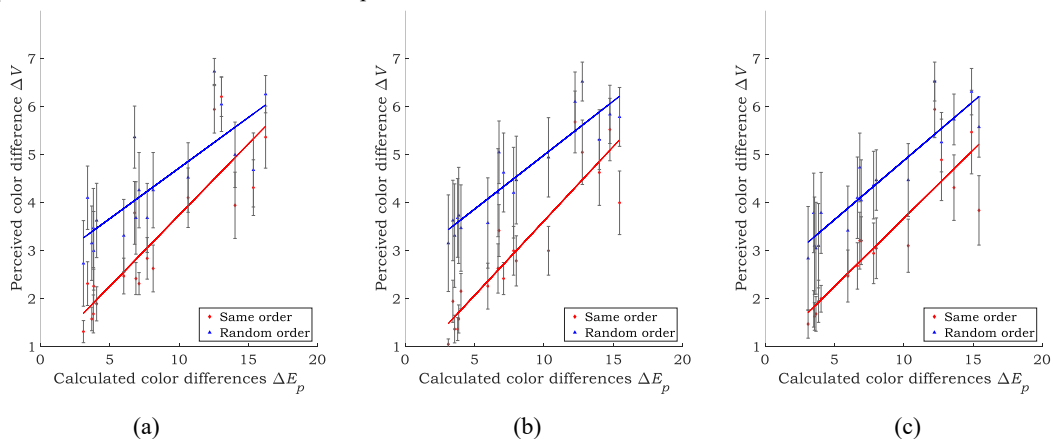 Perceived color difference ΔV
7
6
5
4
3
2
1
0
5
10
15
20
Same order
Random order
Calculated color differences ΔE_p
(a)
Perceived color difference ΔV
7
6
5
4
3
2
1
0
5
10
15
20
Same order
Random order
Calculated color differences ΔE_p
(b)
Perceived color difference ΔV
7
6
5
4
3
2
1
0
5
10
15
20
Same order
Random order
Calculated color differences ΔE_p
(c)